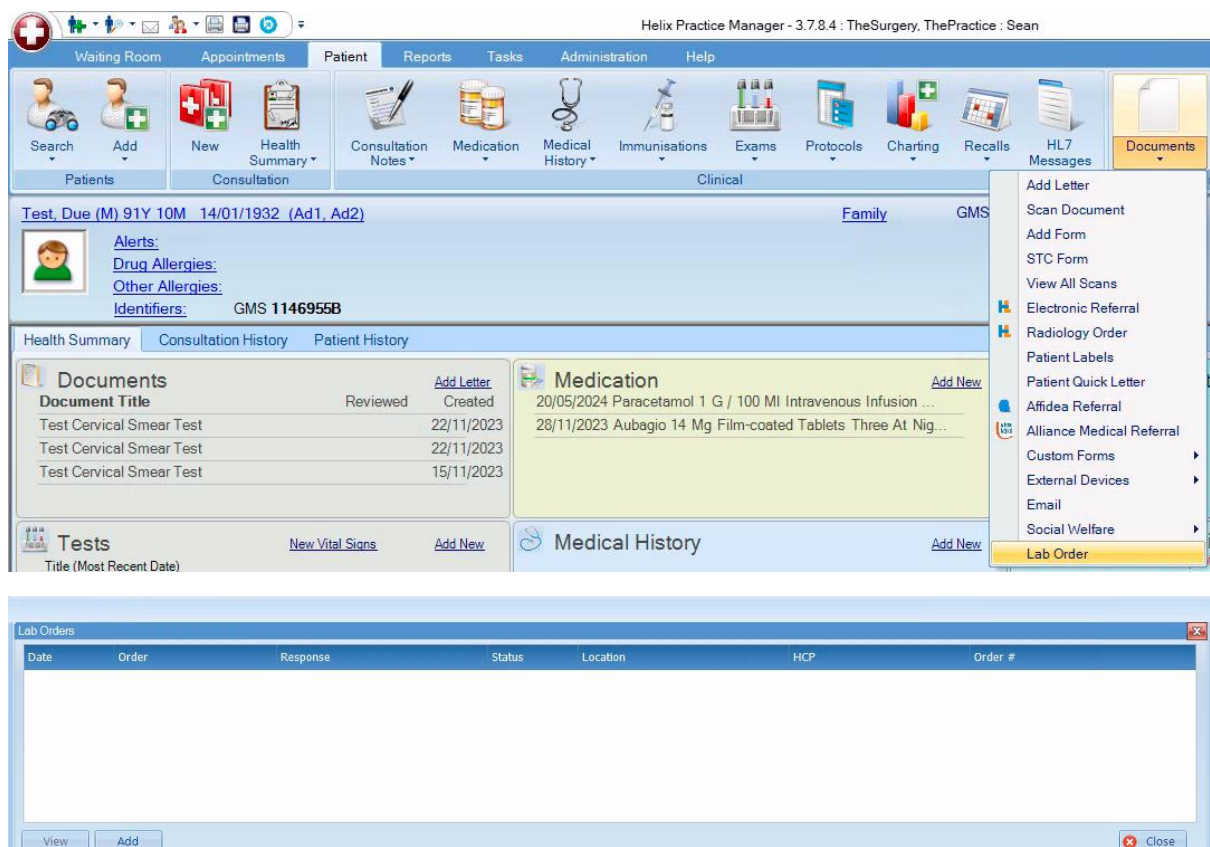 Helix Practice Manager - 3.7.8.4 : TheSurgery, ThePractice : Sean
Waiting Room Appointments Patient Reports Tasks Administration Help
Search Add New Health Summary Consultation Notes Medication Medical History Immunisations Exams Protocols Charting Recalls HL7 Messages Documents
Patients Consultation Clinical
Test, Due (M) 91Y 10M 14/01/1932 (Ad1, Ad2) Family GMS
Alerts:
Drug Allergies:
Other Allergies:
Identifiers: GMS 1146955B
Health Summary Consultation History Patient History
Documents Add Letter
Document Title Reviewed Created
Test Cervical Smear Test 22/11/2023
Test Cervical Smear Test 22/11/2023
Test Cervical Smear Test 15/11/2023
Medication Add New
20/05/2024 Paracetamol 1 G / 100 Ml Intravenous Infusion ...
28/11/2023 Aubagio 14 Mg Film-coated Tablets Three At Nig...
Tests New Vital Signs Add New
Title (Most Recent Date)
Medical History Add New
Add Letter
Scan Document
Add Form
STC Form
View All Scans
Electronic Referral
Radiology Order
Patient Labels
Patient Quick Letter
Affidea Referral
Alliance Medical Referral
Custom Forms
External Devices
Email
Social Welfare
Lab Order
Lab Orders
Date Order Response Status Location HCP Order #
View Add Close